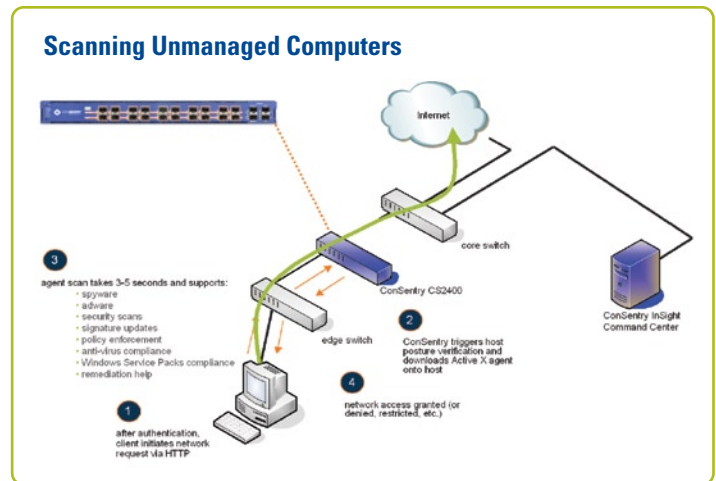 Scanning Unmanaged Computers
Internet
core switch
ConSentry CS2400
ConSentry InSight
Command Center
edge switch
3
agent scan takes 3-5 seconds and supports:
• spyware
• adware
• security scans
• signature updates
• policy enforcement
• anti-virus compliance
• Windows Service Packs compliance
• remediation help
2
ConSentry triggers host
posture verification and
downloads Active X agent
onto host
4
network access granted (or
denied, restricted, etc.)
1
after authentication,
client initiates network
request via HTTP